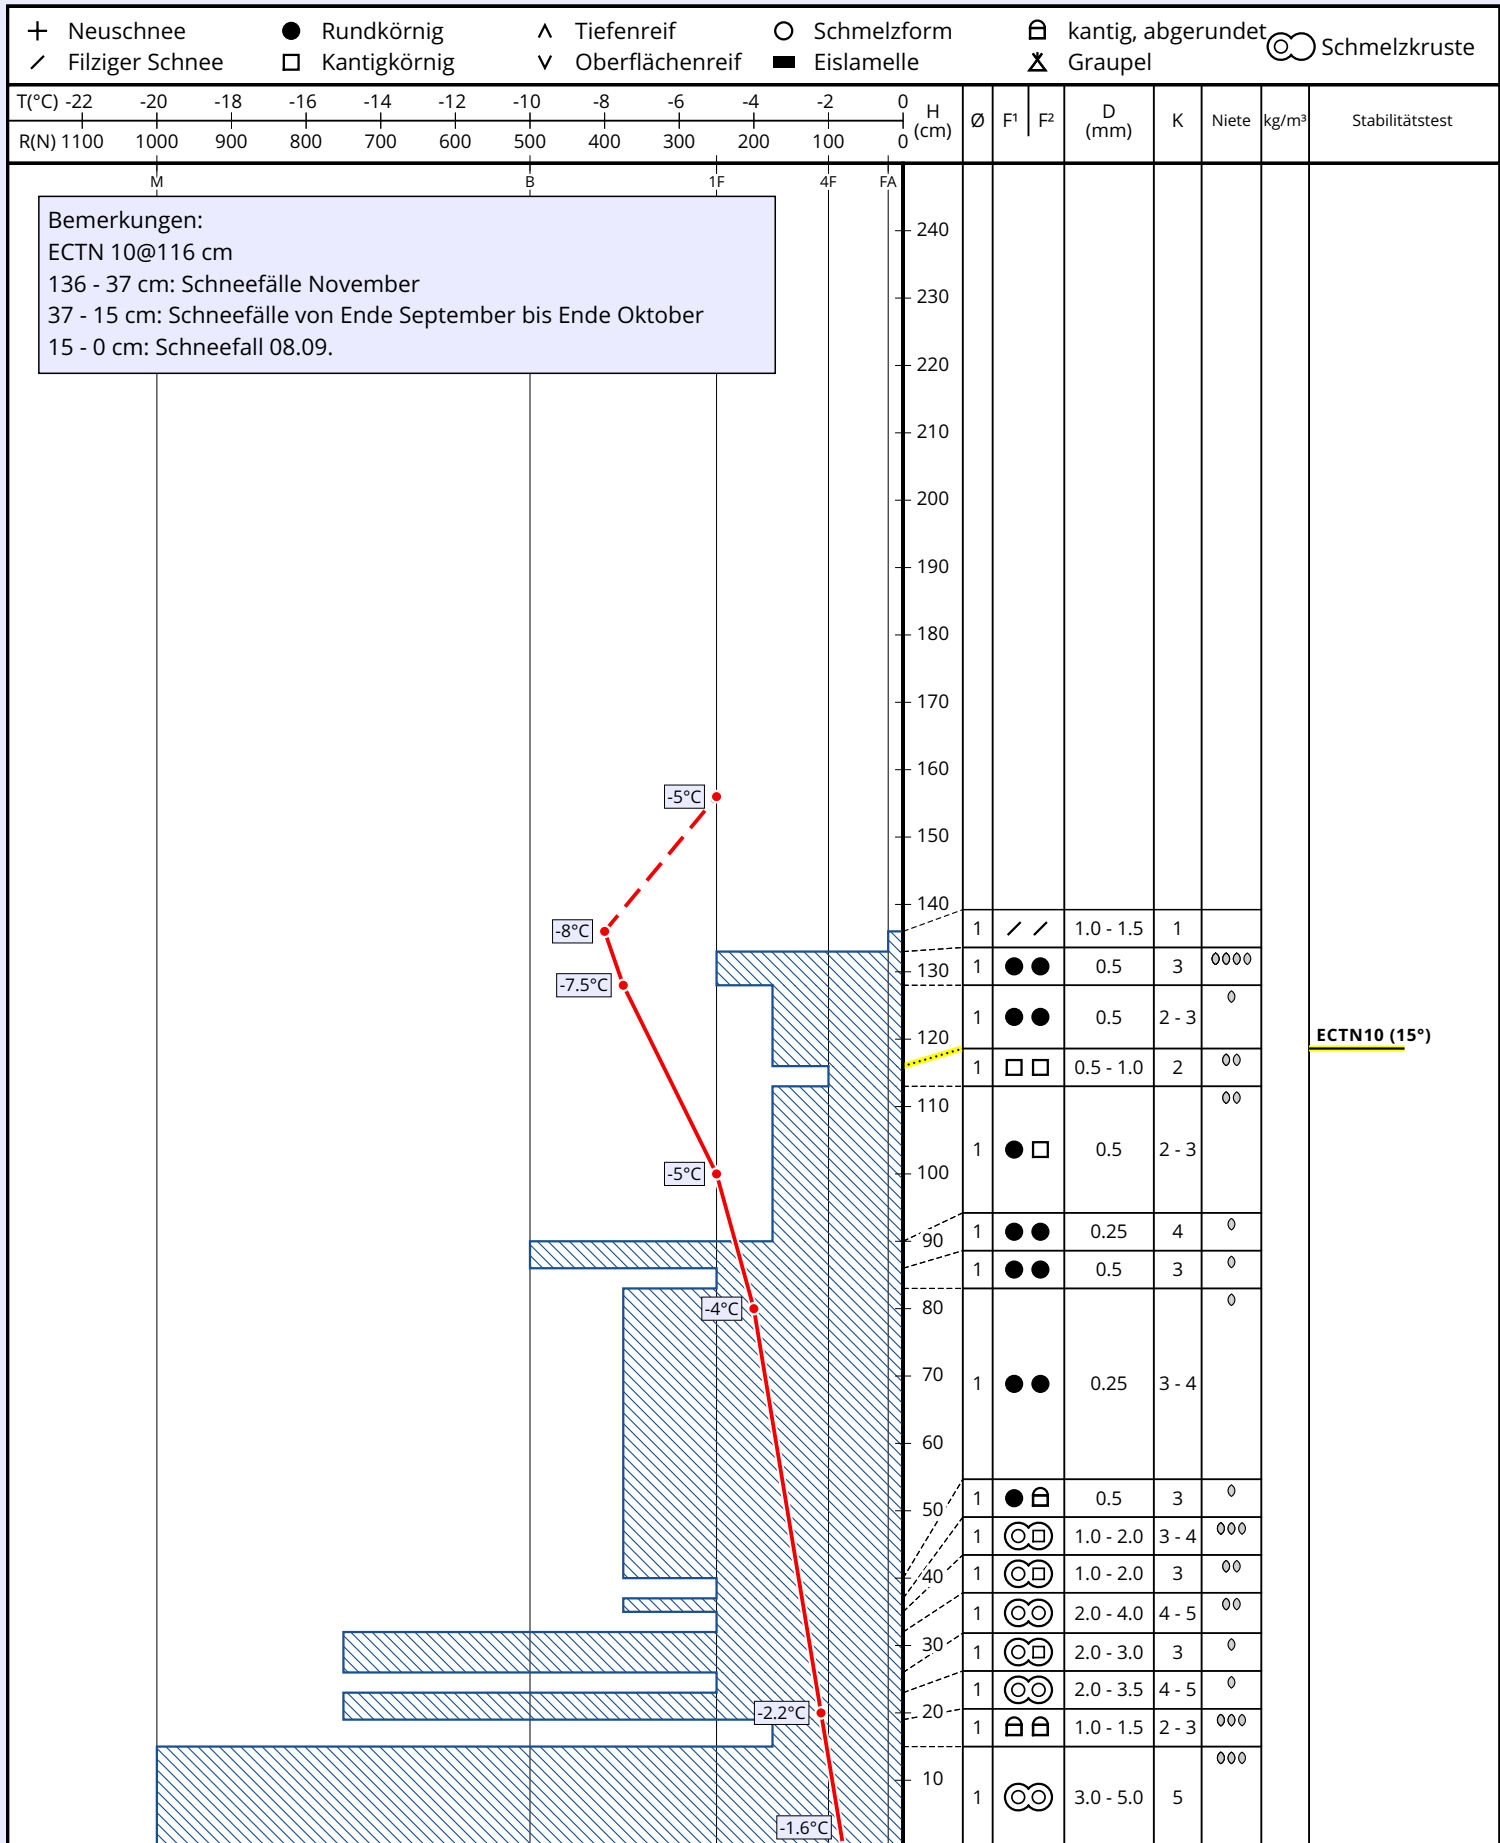 Neuschnee Rundkörnig Tiefenreif Schmelzform kantig, abgerundet Schmelzkruste
Filziger Schnee Kantigkörnig Oberflächenreif Eislamelle Graupel
T(°C) -22 -20 -18 -16 -14 -12 -10 -8 -6 -4 -2 0
R(N) 1100 1000 900 800 700 600 500 400 300 200 100 0
H (cm) Ø F¹ F² D (mm) K Niete kg/m³ Stabilitätstest
M B 1F 4F FA
Bemerkungen:
ECTN 10@116 cm
136 - 37 cm: Schneefälle November
37 - 15 cm: Schneefälle von Ende September bis Ende Oktober
15 - 0 cm: Schneefall 08.09.
240
230
220
210
200
190
180
170
160
-5°C
150
140
-8°C 1 1.0 - 1.5 1
130 1 0.5 3
-7.5°C
1 0.5 2 - 3
120 ECTN10 (15°)
1 0.5 - 1.0 2
110
1 0.5 2 - 3
-5°C 100
90 1 0.25 4
1 0.5 3
-4°C 80
70 1 0.25 3 - 4
60
50 1 0.5 3
1 1.0 - 2.0 3 - 4
40 1 1.0 - 2.0 3
1 2.0 - 4.0 4 - 5
30 1 2.0 - 3.0 3
1 2.0 - 3.5 4 - 5
-2.2°C 20 1 1.0 - 1.5 2 - 3
10 1 3.0 - 5.0 5
-1.6°C